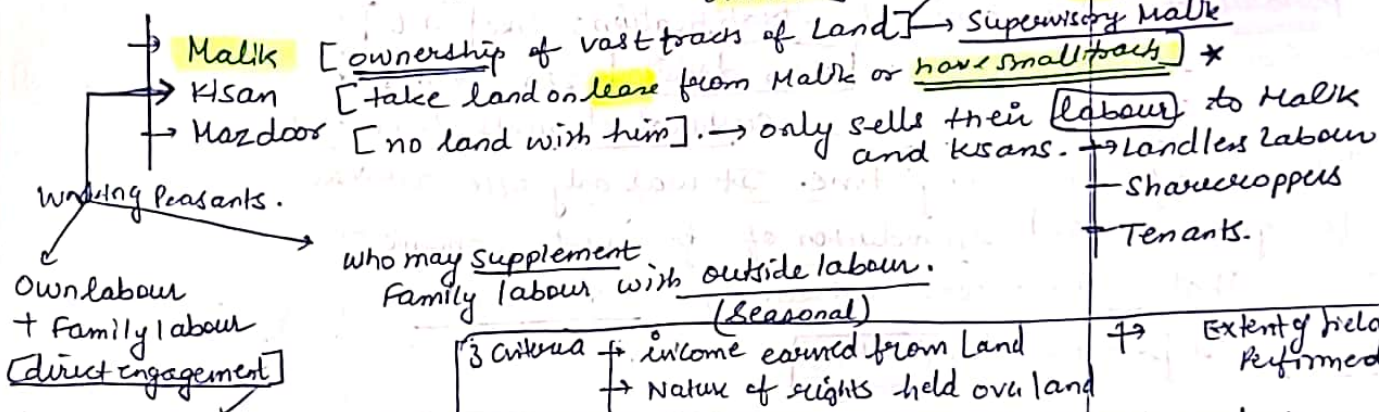 → Malik [ownership of vast tracts of Land] → Supervisory Malik
→ Kisan [take land on lease from Malik or have small tracts] *
→ Mazdoor [no land with him]. → only sells their labour to Malik
and kisans. → Landless Labour
Sharecroppers
Tenants.
Working Peasants.
who may supplement
Family labour with outside labour.
(Seasonal)
Own labour
+ Family labour
[direct engagement]
3 Criteria → income earned from Land
→ Nature of rights held over land
→ Extent of field
Performed